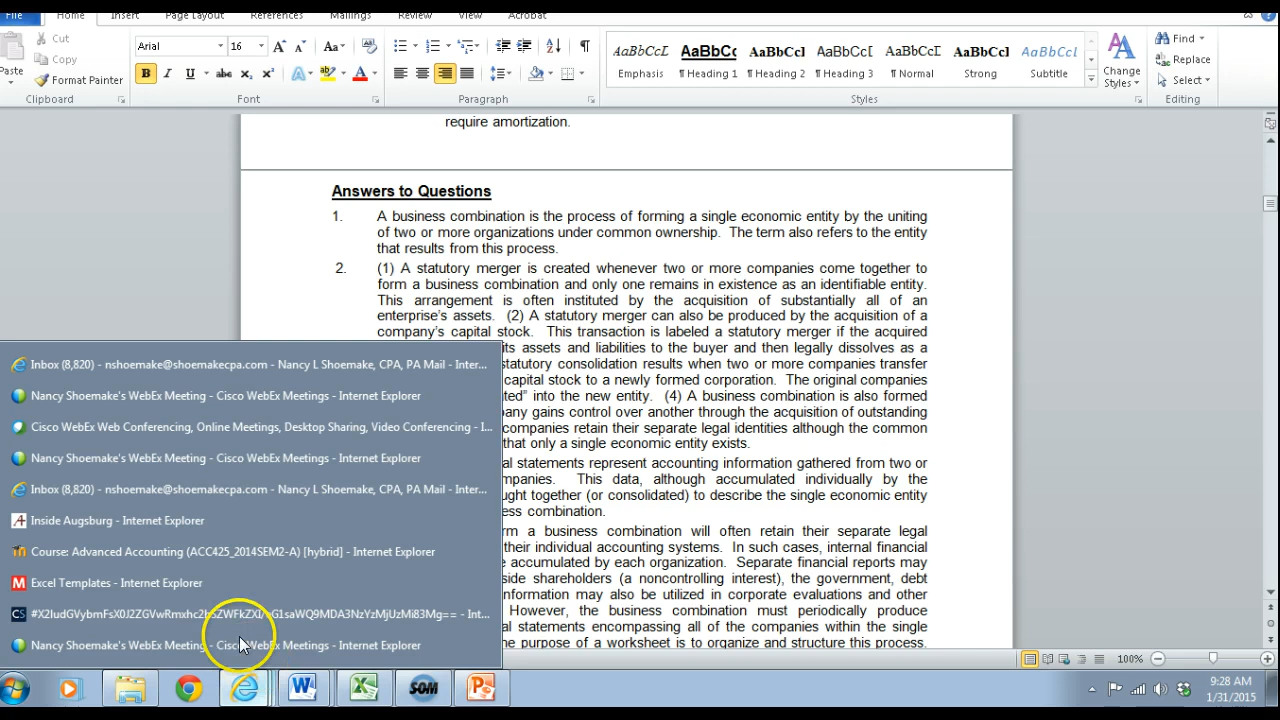 File Home Insert Page Layout References Mailings Review View Acrobat
Cut
Copy
Format Painter
Paste
Clipboard
Arial 16
B I U abc
Font
Paragraph
AaBbCcL AaBbCc AaBbCcI AaBbCcD AaBbCcDc AaBbCcI AaBbCcL
Emphasis ¶ Heading 1 ¶ Heading 2 ¶ Normal Strong Subtitle
Change Styles
Styles
Find
Replace
Select
Editing
require amortization.
Answers to Questions
1. A business combination is the process of forming a single economic entity by the uniting
of two or more organizations under common ownership. The term also refers to the entity
that results from this process.
2. (1) A statutory merger is created whenever two or more companies come together to
form a business combination and only one remains in existence as an identifiable entity.
This arrangement is often instituted by the acquisition of substantially all of an
enterprise's assets. (2) A statutory merger can also be produced by the acquisition of a
company's capital stock. This transaction is labeled a statutory merger if the acquired
its assets and liabilities to the buyer and then legally dissolves as a
statutory consolidation results when two or more companies transfer
capital stock to a newly formed corporation. The original companies
ated" into the new entity. (4) A business combination is also formed
pany gains control over another through the acquisition of outstanding
companies retain their separate legal identities although the common
that only a single economic entity exists.
al statements represent accounting information gathered from two or
mpanies. This data, although accumulated individually by the
ught together (or consolidated) to describe the single economic entity
ess combination.
rm a business combination will often retain their separate legal
their individual accounting systems. In such cases, internal financial
e accumulated by each organization. Separate financial reports may
side shareholders (a noncontrolling interest), the government, debt
nformation may also be utilized in corporate evaluations and other
However, the business combination must periodically produce
al statements encompassing all of the companies within the single
he purpose of a worksheet is to organize and structure this process.
Inbox (8,820) - nshoemake@shoemakecpa.com - Nancy L Shoemake, CPA, PA Mail - Inter...
Nancy Shoemake's WebEx Meeting - Cisco WebEx Meetings - Internet Explorer
Cisco WebEx Web Conferencing, Online Meetings, Desktop Sharing, Video Conferencing - I...
Nancy Shoemake's WebEx Meeting - Cisco WebEx Meetings - Internet Explorer
Inbox (8,820) - nshoemake@shoemakecpa.com - Nancy L Shoemake, CPA, PA Mail - Inter...
Inside Augsburg - Internet Explorer
Course: Advanced Accounting (ACC425_2014SEM2-A) [hybrid] - Internet Explorer
Excel Templates - Internet Explorer
Nancy Shoemake's WebEx Meeting - Cisco WebEx Meetings - Internet Explorer
100%
SOM
9:28 AM
1/31/2015